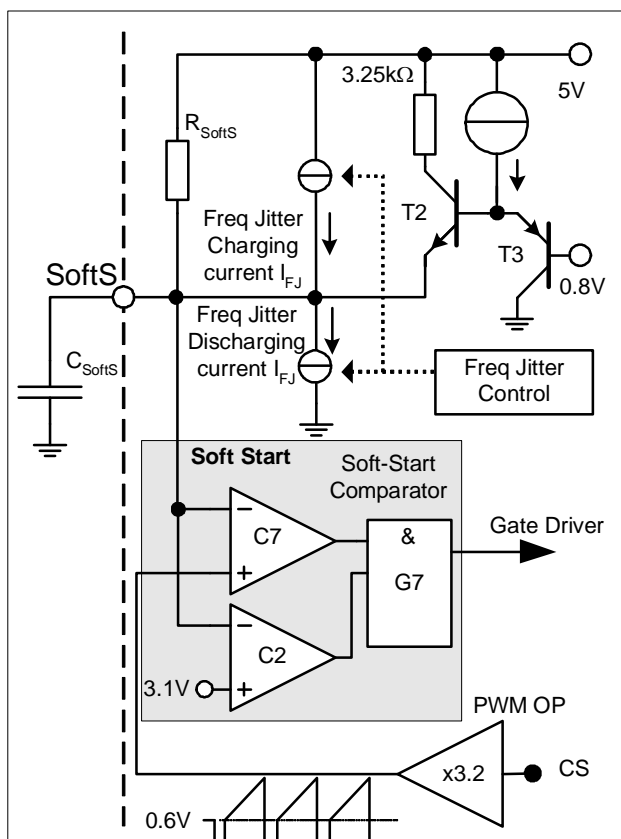 3.25kΩ
5V
R_SoftS
T2
T3
0.8V
Freq Jitter
Charging
current I_FJ
SoftS
Freq Jitter
Discharging
current I_FJ
C_SoftS
Freq Jitter
Control
Soft Start
Soft-Start
Comparator
C7
&
G7
Gate Driver
C2
3.1V
PWM OP
x3.2
CS
0.6V